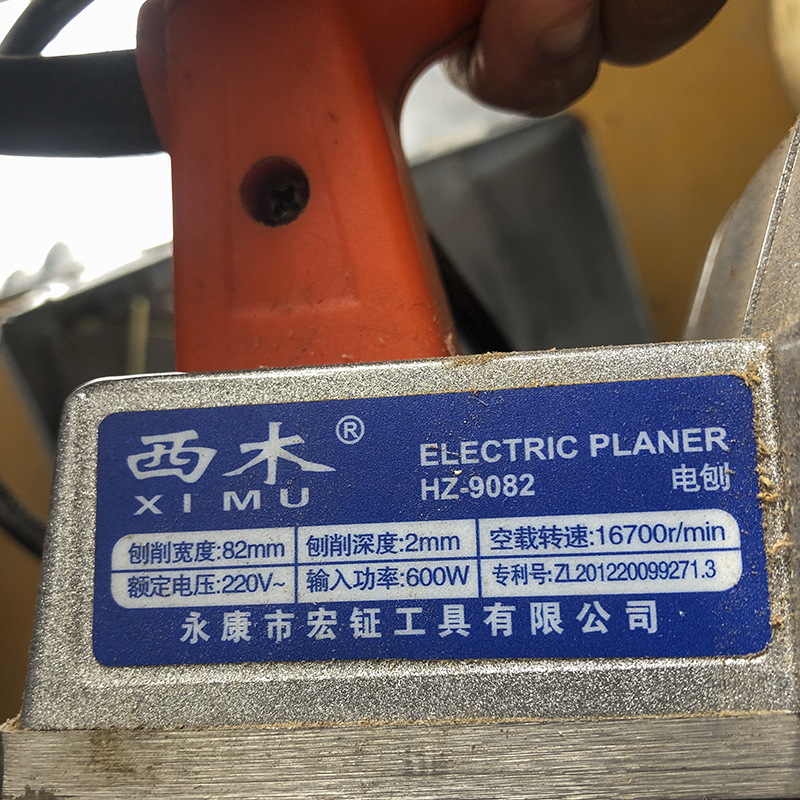 西木®
XIMU
ELECTRIC PLANER
HZ-9082
电刨
刨削宽度:82mm 刨削深度:2mm 空载转速:16700r/min
额定电压:220V~ 输入功率:600W 专利号:ZL201220099271.3
永康市宏钲工具有限公司